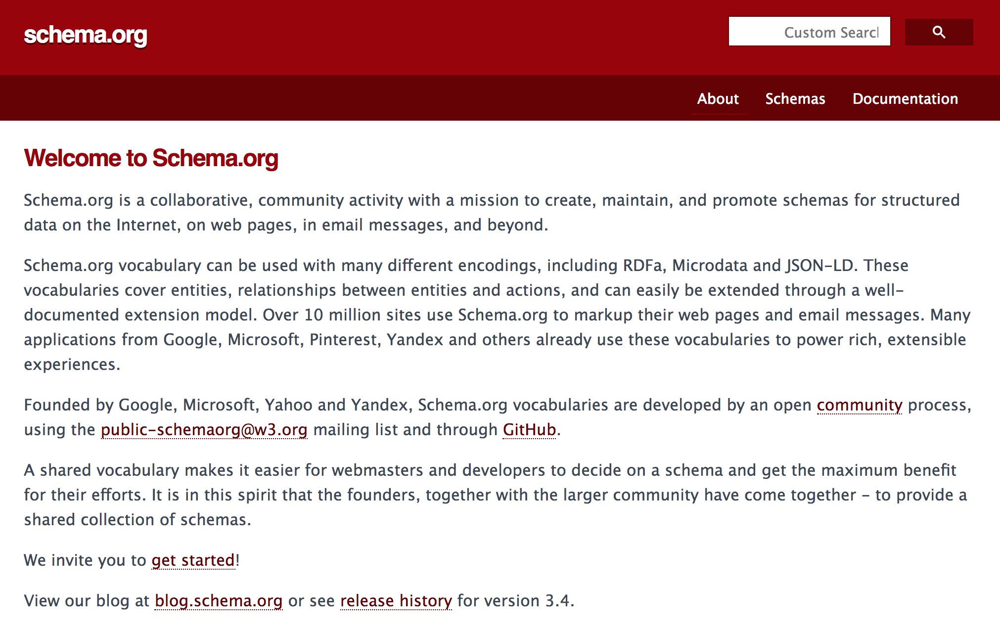 schema.org
Custom Search
About Schemas Documentation
Welcome to Schema.org
Schema.org is a collaborative, community activity with a mission to create, maintain, and promote schemas for structured
data on the Internet, on web pages, in email messages, and beyond.
Schema.org vocabulary can be used with many different encodings, including RDFa, Microdata and JSON-LD. These
vocabularies cover entities, relationships between entities and actions, and can easily be extended through a well-
documented extension model. Over 10 million sites use Schema.org to markup their web pages and email messages. Many
applications from Google, Microsoft, Pinterest, Yandex and others already use these vocabularies to power rich, extensible
experiences.
Founded by Google, Microsoft, Yahoo and Yandex, Schema.org vocabularies are developed by an open community process,
using the public-schemaorg@w3.org mailing list and through GitHub.
A shared vocabulary makes it easier for webmasters and developers to decide on a schema and get the maximum benefit
for their efforts. It is in this spirit that the founders, together with the larger community have come together - to provide a
shared collection of schemas.
We invite you to get started!
View our blog at blog.schema.org or see release history for version 3.4.